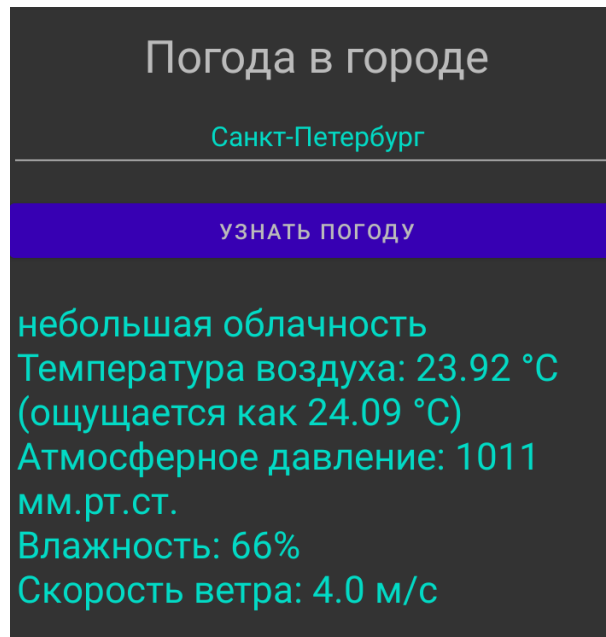 Погода в городе
Санкт-Петербург
УЗНАТЬ ПОГОДУ
небольшая облачность
Температура воздуха: 23.92 °C
(ощущается как 24.09 °C)
Атмосферное давление: 1011
мм.рт.ст.
Влажность: 66%
Скорость ветра: 4.0 м/с